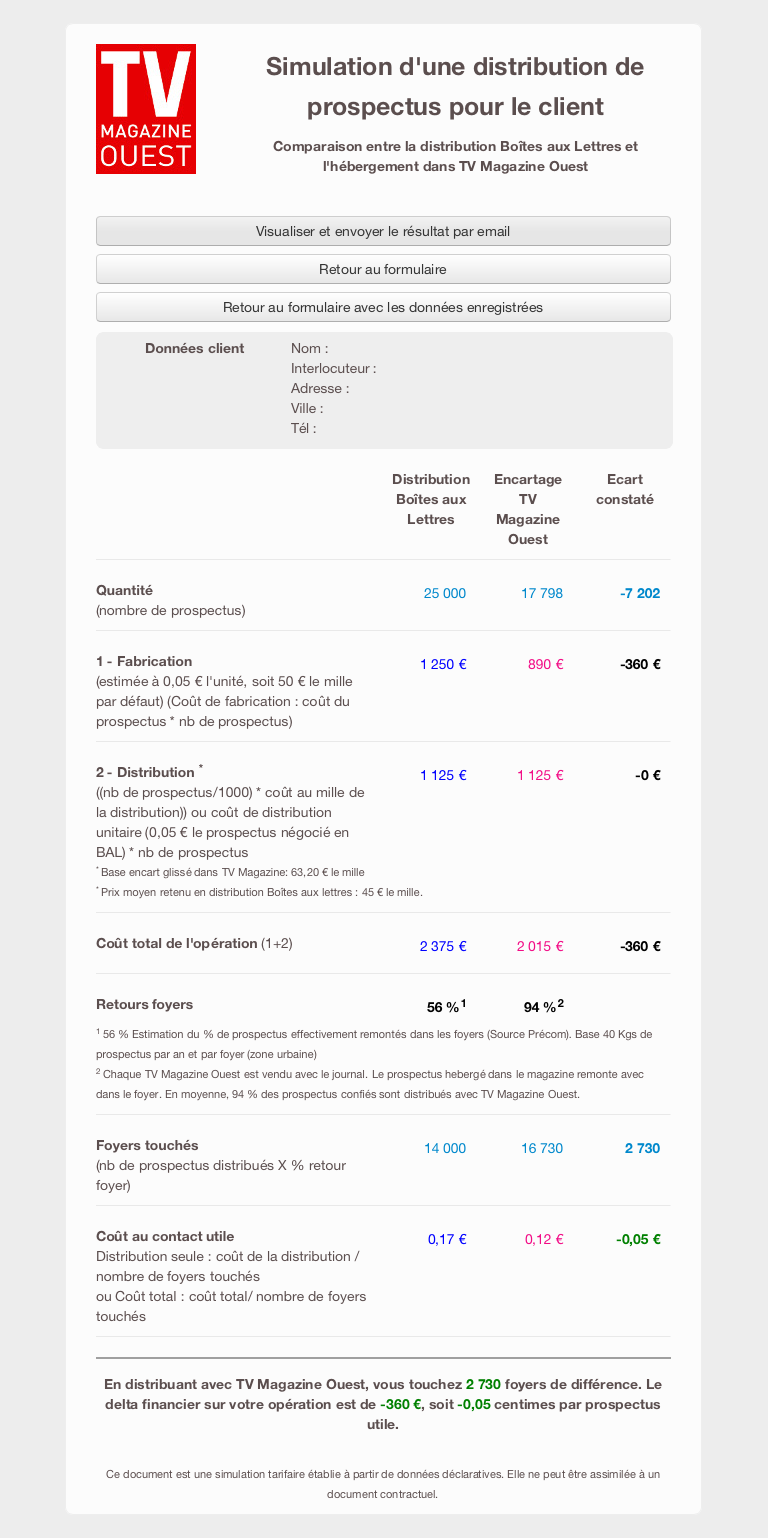 TV
MAGAZINE
OUEST
Simulation d'une distribution de
prospectus pour le client
Comparaison entre la distribution Boîtes aux Lettres et
l'hébergement dans TV Magazine Ouest
Visualiser et envoyer le résultat par email
Retour au formulaire
Retour au formulaire avec les données enregistrées
Données client
Nom :
Interlocuteur :
Adresse :
Ville :
Tél :
Distribution
Boîtes aux
Lettres
Encartage
TV
Magazine
Ouest
Ecart
constaté
Quantité
(nombre de prospectus)
25 000 17 798 -7 202
1 - Fabrication
(estimée à 0,05 € l'unité, soit 50 € le mille
par défaut) (Coût de fabrication : coût du
prospectus * nb de prospectus)
1 250 € 890 € -360 €
2 - Distribution *
((nb de prospectus/1000) * coût au mille de
la distribution)) ou coût de distribution
unitaire (0,05 € le prospectus négocié en
BAL) * nb de prospectus
* Base encart glissé dans TV Magazine: 63,20 € le mille
* Prix moyen retenu en distribution Boîtes aux lettres : 45 € le mille.
1 125 € 1 125 € -0 €
Coût total de l'opération (1+2) 2 375 € 2 015 € -360 €
Retours foyers 56 %1 94 %2
1 56 % Estimation du % de prospectus effectivement remontés dans les foyers (Source Précom). Base 40 Kgs de
prospectus par an et par foyer (zone urbaine)
2 Chaque TV Magazine Ouest est vendu avec le journal. Le prospectus hebergé dans le magazine remonte avec
dans le foyer. En moyenne, 94 % des prospectus confiés sont distribués avec TV Magazine Ouest.
Foyers touchés
(nb de prospectus distribués X % retour
foyer)
14 000 16 730 2 730
Coût au contact utile
Distribution seule : coût de la distribution /
nombre de foyers touchés
ou Coût total : coût total/ nombre de foyers
touchés
0,17 € 0,12 € -0,05 €
En distribuant avec TV Magazine Ouest, vous touchez 2 730 foyers de différence. Le
delta financier sur votre opération est de -360 €, soit -0,05 centimes par prospectus
utile.
Ce document est une simulation tarifaire établie à partir de données déclaratives. Elle ne peut être assimilée à un
document contractuel.